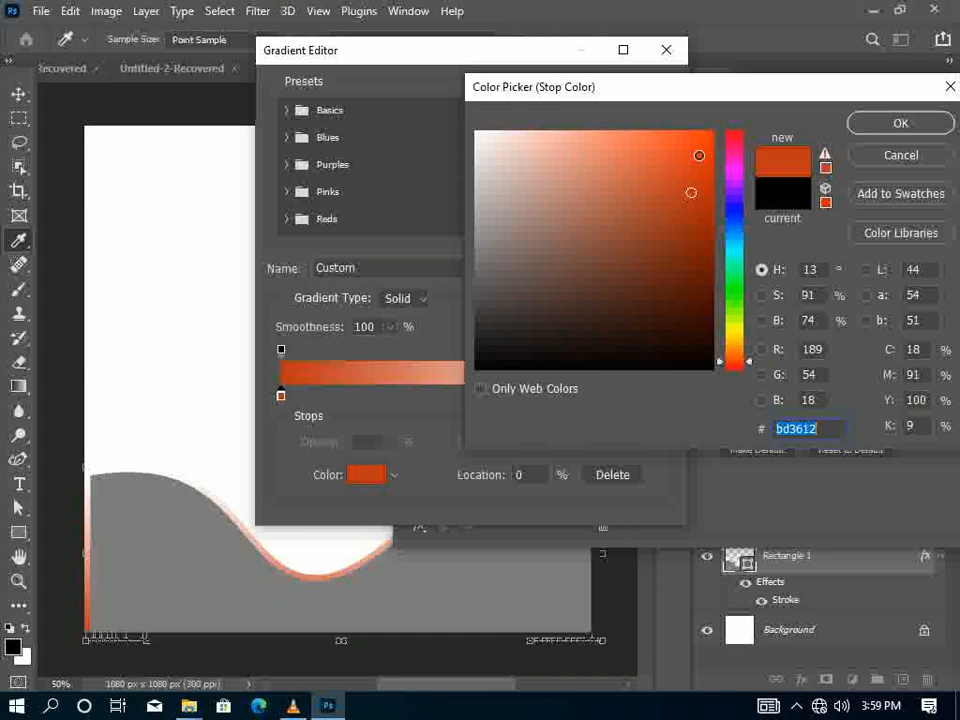 Ps File Edit Image Layer Type Select Filter 3D View Plugins Window Help
Sample Size: Point Sample
Recovered × Untitled-2-Recovered ×
Gradient Editor
Presets
Basics
Blues
Purples
Pinks
Reds
Name: Custom
Gradient Type: Solid
Smoothness: 100 %
Stops
Color: Location: 0 % Delete
Color Picker (Stop Color)
new
current
OK
Cancel
Add to Swatches
Color Libraries
H: 13 ° L: 44
S: 91 % a: 54
B: 74 % b: 51
R: 189 C: 18 %
G: 54 M: 91 %
B: 18 Y: 100 %
# bd3612 K: 9 %
Only Web Colors
Rectangle 1 fx
Effects
Stroke
Background
50% 1080 px x 1080 px (300 ppi)
3:59 PM